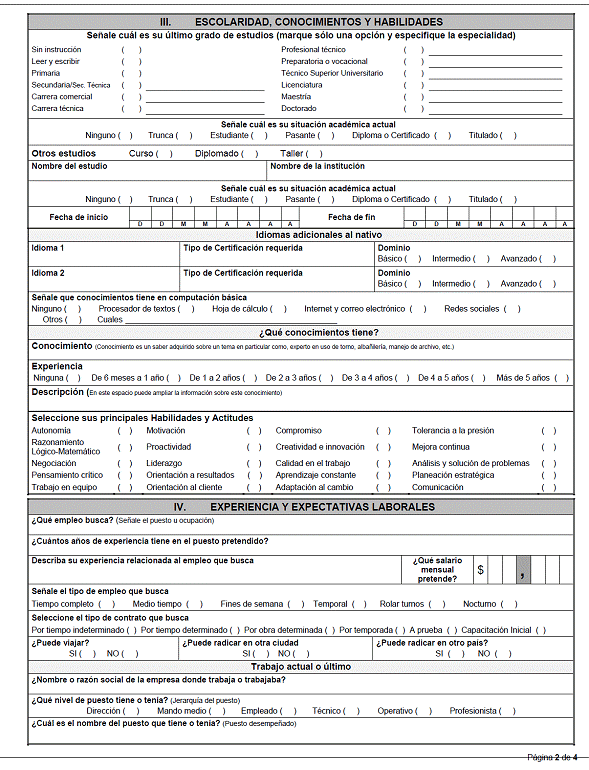 III. ESCOLARIDAD, CONOCIMIENTOS Y HABILIDADES
Señale cuál es su último grado de estudios (marque sólo una opción y especifique la especialidad)
Sin instrucción ( ) Profesional técnico ( )
Leer y escribir ( ) Preparatoria o vocacional ( )
Primaria ( ) Técnico Superior Universitario ( )
Secundaria/Sec. Técnica ( ) Licenciatura ( )
Carrera comercial ( ) Maestría ( )
Carrera técnica ( ) Doctorado ( )
Señale cuál es su situación académica actual
Ninguno ( ) Trunca ( ) Estudiante ( ) Pasante ( ) Diploma o Certificado ( ) Titulado ( )
Otros estudios Curso ( ) Diplomado ( ) Taller ( )
Nombre del estudio Nombre de la institución
Señale cuál es su situación académica actual
Ninguno ( ) Trunca ( ) Estudiante ( ) Pasante ( ) Diploma o Certificado ( ) Titulado ( )
Fecha de inicio D D M M A A A A Fecha de fin D D M M A A A A
Idiomas adicionales al nativo
Idioma 1 Tipo de Certificación requerida Dominio
Básico ( ) Intermedio ( ) Avanzado ( )
Idioma 2 Tipo de Certificación requerida Dominio
Básico ( ) Intermedio ( ) Avanzado ( )
Señale que conocimientos tiene en computación básica
Ninguno ( ) Procesador de textos ( ) Hoja de cálculo ( ) Internet y correo electrónico ( ) Redes sociales ( )
Otros ( ) Cuales
¿Qué conocimientos tiene?
Conocimiento (Conocimiento es un saber adquirido sobre un tema en particular como, experto en uso de torno, albañilería, manejo de archivo, etc.)
Experiencia
Ninguna ( ) De 6 meses a 1 año ( ) De 1 a 2 años ( ) De 2 a 3 años ( ) De 3 a 4 años ( ) De 4 a 5 años ( ) Más de 5 años ( )
Descripción (En este espacio puede ampliar la información sobre este conocimiento)
Seleccione sus principales Habilidades y Actitudes
Autonomía ( ) Motivación ( ) Compromiso ( ) Tolerancia a la presión ( )
Razonamiento
Lógico-Matemático ( ) Proactividad ( ) Creatividad e innovación ( ) Mejora continua ( )
Negociación ( ) Liderazgo ( ) Calidad en el trabajo ( ) Análisis y solución de problemas ( )
Pensamiento crítico ( ) Orientación a resultados ( ) Aprendizaje constante ( ) Planeación estratégica ( )
Trabajo en equipo ( ) Orientación al cliente ( ) Adaptación al cambio ( ) Comunicación ( )
IV. EXPERIENCIA Y EXPECTATIVAS LABORALES
¿Qué empleo busca? (Señale el puesto u ocupación)
¿Cuántos años de experiencia tiene en el puesto pretendido?
Describa su experiencia relacionada al empleo que busca ¿Qué salario
mensual
pretende? $ ,
Señale el tipo de empleo que busca
Tiempo completo ( ) Medio tiempo ( ) Fines de semana ( ) Temporal ( ) Rolar turnos ( ) Nocturno ( )
Seleccione el tipo de contrato que busca
Por tiempo indeterminado ( ) Por tiempo determinado ( ) Por obra determinada ( ) Por temporada ( ) A prueba ( ) Capacitación Inicial ( )
¿Puede viajar? ¿Puede radicar en otra ciudad ¿Puede radicar en otro país?
SI ( ) NO ( ) SI ( ) NO ( ) SI ( ) NO ( )
Trabajo actual o último
¿Nombre o razón social de la empresa donde trabaja o trabajaba?
¿Qué nivel de puesto tiene o tenía? (Jerarquía del puesto)
Dirección ( ) Mando medio ( ) Empleado ( ) Técnico ( ) Operativo ( ) Profesionista ( )
¿Cuál es el nombre del puesto que tiene o tenía? (Puesto desempeñado)
Página 2 de 4